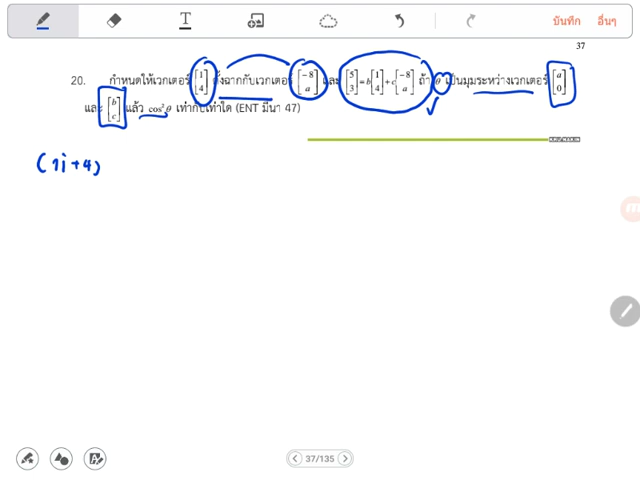 บันทึก อื่นๆ
37
20. กำหนดให้เวกเตอร์ [1 4] ตั้งฉากกับเวกเตอร์ [-8 a] และ [5 3] = b[1 4] + c[-8 a] ถ้า θ เป็นมุมระหว่างเวกเตอร์ [a 0]
และ [b c] แล้ว cos² θ เท่ากับเท่าใด (ENT มีนา 47)
(1i + 4)
37/135